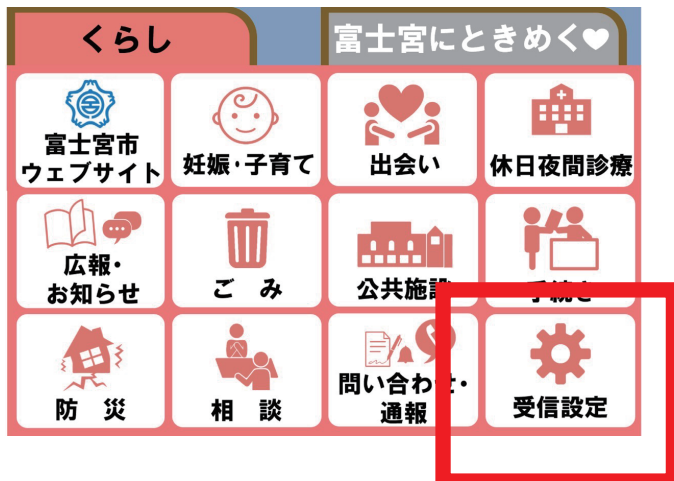 くらし
富士宮にときめく♥
富士宮市
ウェブサイト
妊娠・子育て
出会い
休日夜間診療
広報・
お知らせ
ごみ
公共施設
手続き
防災
相談
問い合わせ・
通報
受信設定